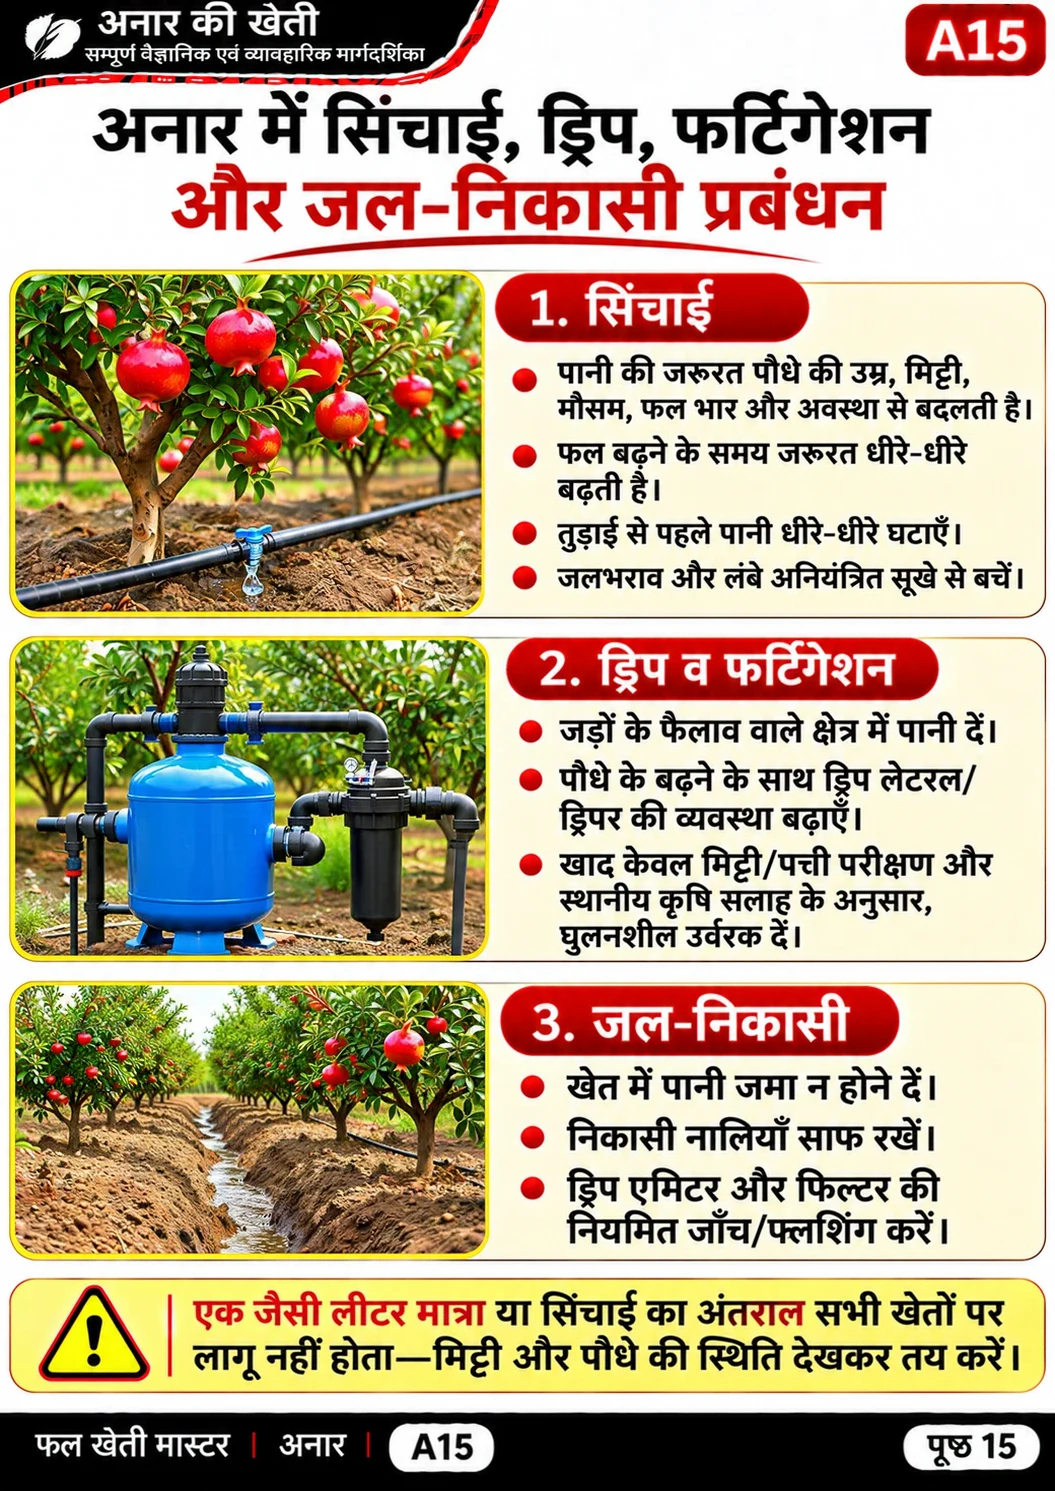 अनार की खेती
सम्पूर्ण वैज्ञानिक एवं व्यावहारिक मार्गदर्शिका
A15
अनार में सिंचाई, ड्रिप, फर्टिगेशन
और जल-निकासी प्रबंधन
1. सिंचाई
पानी की जरूरत पौधे की उम्र, मिट्टी,
मौसम, फल भार और अवस्था से बदलती है।
फल बढ़ने के समय जरूरत धीरे-धीरे
बढ़ती है।
तुड़ाई से पहले पानी धीरे-धीरे घटाएँ।
जलभराव और लंबे अनियंत्रित सूखे से बचें।
2. ड्रिप व फर्टिगेशन
जड़ों के फैलाव वाले क्षेत्र में पानी दें।
पौधे के बढ़ने के साथ ड्रिप लेटरल/
ड्रिपर की व्यवस्था बढ़ाएँ।
खाद केवल मिट्टी/पची परीक्षण और
स्थानीय कृषि सलाह के अनुसार,
घुलनशील उर्वरक दें।
3. जल-निकासी
खेत में पानी जमा न होने दें।
निकासी नालियाँ साफ रखें।
ड्रिप एमिटर और फिल्टर की
नियमित जाँच/फ्लशिंग करें।
एक जैसी लीटर मात्रा या सिंचाई का अंतराल सभी खेतों पर
लागू नहीं होता—मिट्टी और पौधे की स्थिति देखकर तय करें।
फल खेती मास्टर | अनार | A15
पृष्ठ 15